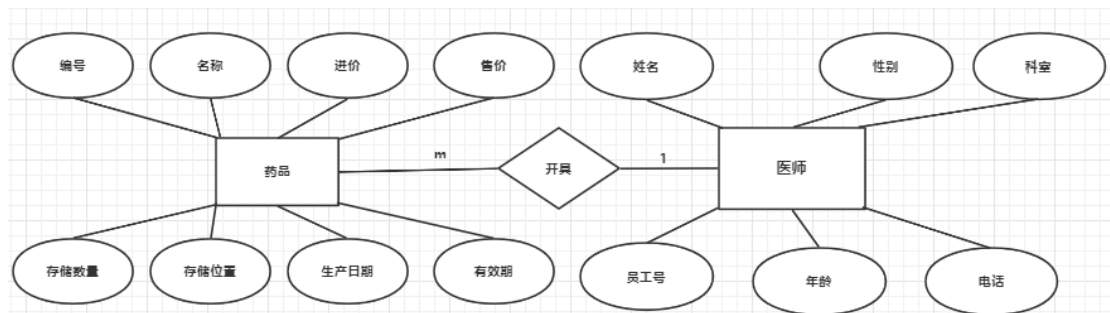 编号
名称
进价
售价
姓名
性别
科室
药品
m
开具
1
医师
存储数量
存储位置
生产日期
有效期
员工号
年龄
电话